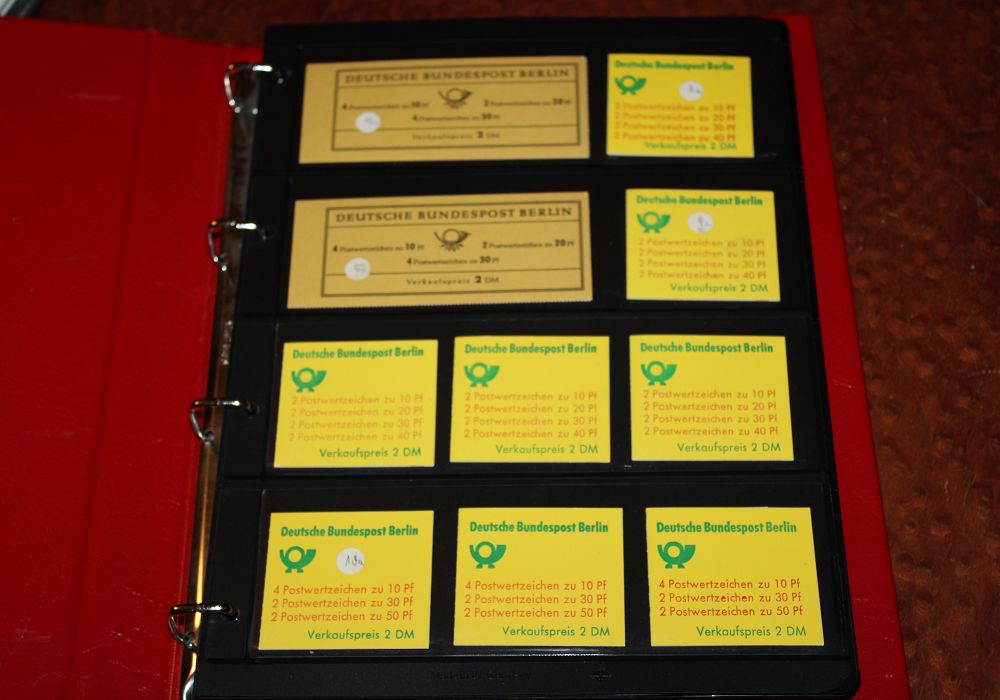 DEUTSCHE BUNDESPOST BERLIN
4 Postwertzeichen zu 10 Pf 2 Postwertzeichen zu 20 Pf
4 Postwertzeichen zu 30 Pf
Verkaufspreis 2 DM
Deutsche Bundespost Berlin
2 Postwertzeichen zu 10 Pf
2 Postwertzeichen zu 20 Pf
2 Postwertzeichen zu 30 Pf
2 Postwertzeichen zu 40 Pf
Verkaufspreis 2 DM
DEUTSCHE BUNDESPOST BERLIN
4 Postwertzeichen zu 10 Pf 2 Postwertzeichen zu 20 Pf
4 Postwertzeichen zu 30 Pf
Verkaufspreis 2 DM
Deutsche Bundespost Berlin
2 Postwertzeichen zu 10 Pf
2 Postwertzeichen zu 20 Pf
2 Postwertzeichen zu 30 Pf
2 Postwertzeichen zu 40 Pf
Verkaufspreis 2 DM
Deutsche Bundespost Berlin
2 Postwertzeichen zu 10 Pf
2 Postwertzeichen zu 20 Pf
2 Postwertzeichen zu 30 Pf
2 Postwertzeichen zu 40 Pf
Verkaufspreis 2 DM
Deutsche Bundespost Berlin
2 Postwertzeichen zu 10 Pf
2 Postwertzeichen zu 20 Pf
2 Postwertzeichen zu 30 Pf
2 Postwertzeichen zu 40 Pf
Verkaufspreis 2 DM
Deutsche Bundespost Berlin
2 Postwertzeichen zu 10 Pf
2 Postwertzeichen zu 20 Pf
2 Postwertzeichen zu 30 Pf
2 Postwertzeichen zu 40 Pf
Verkaufspreis 2 DM
Deutsche Bundespost Berlin
4 Postwertzeichen zu 10 Pf
2 Postwertzeichen zu 30 Pf
2 Postwertzeichen zu 50 Pf
Verkaufspreis 2 DM
Deutsche Bundespost Berlin
4 Postwertzeichen zu 10 Pf
2 Postwertzeichen zu 30 Pf
2 Postwertzeichen zu 50 Pf
Verkaufspreis 2 DM
Deutsche Bundespost Berlin
4 Postwertzeichen zu 10 Pf
2 Postwertzeichen zu 30 Pf
2 Postwertzeichen zu 50 Pf
Verkaufspreis 2 DM